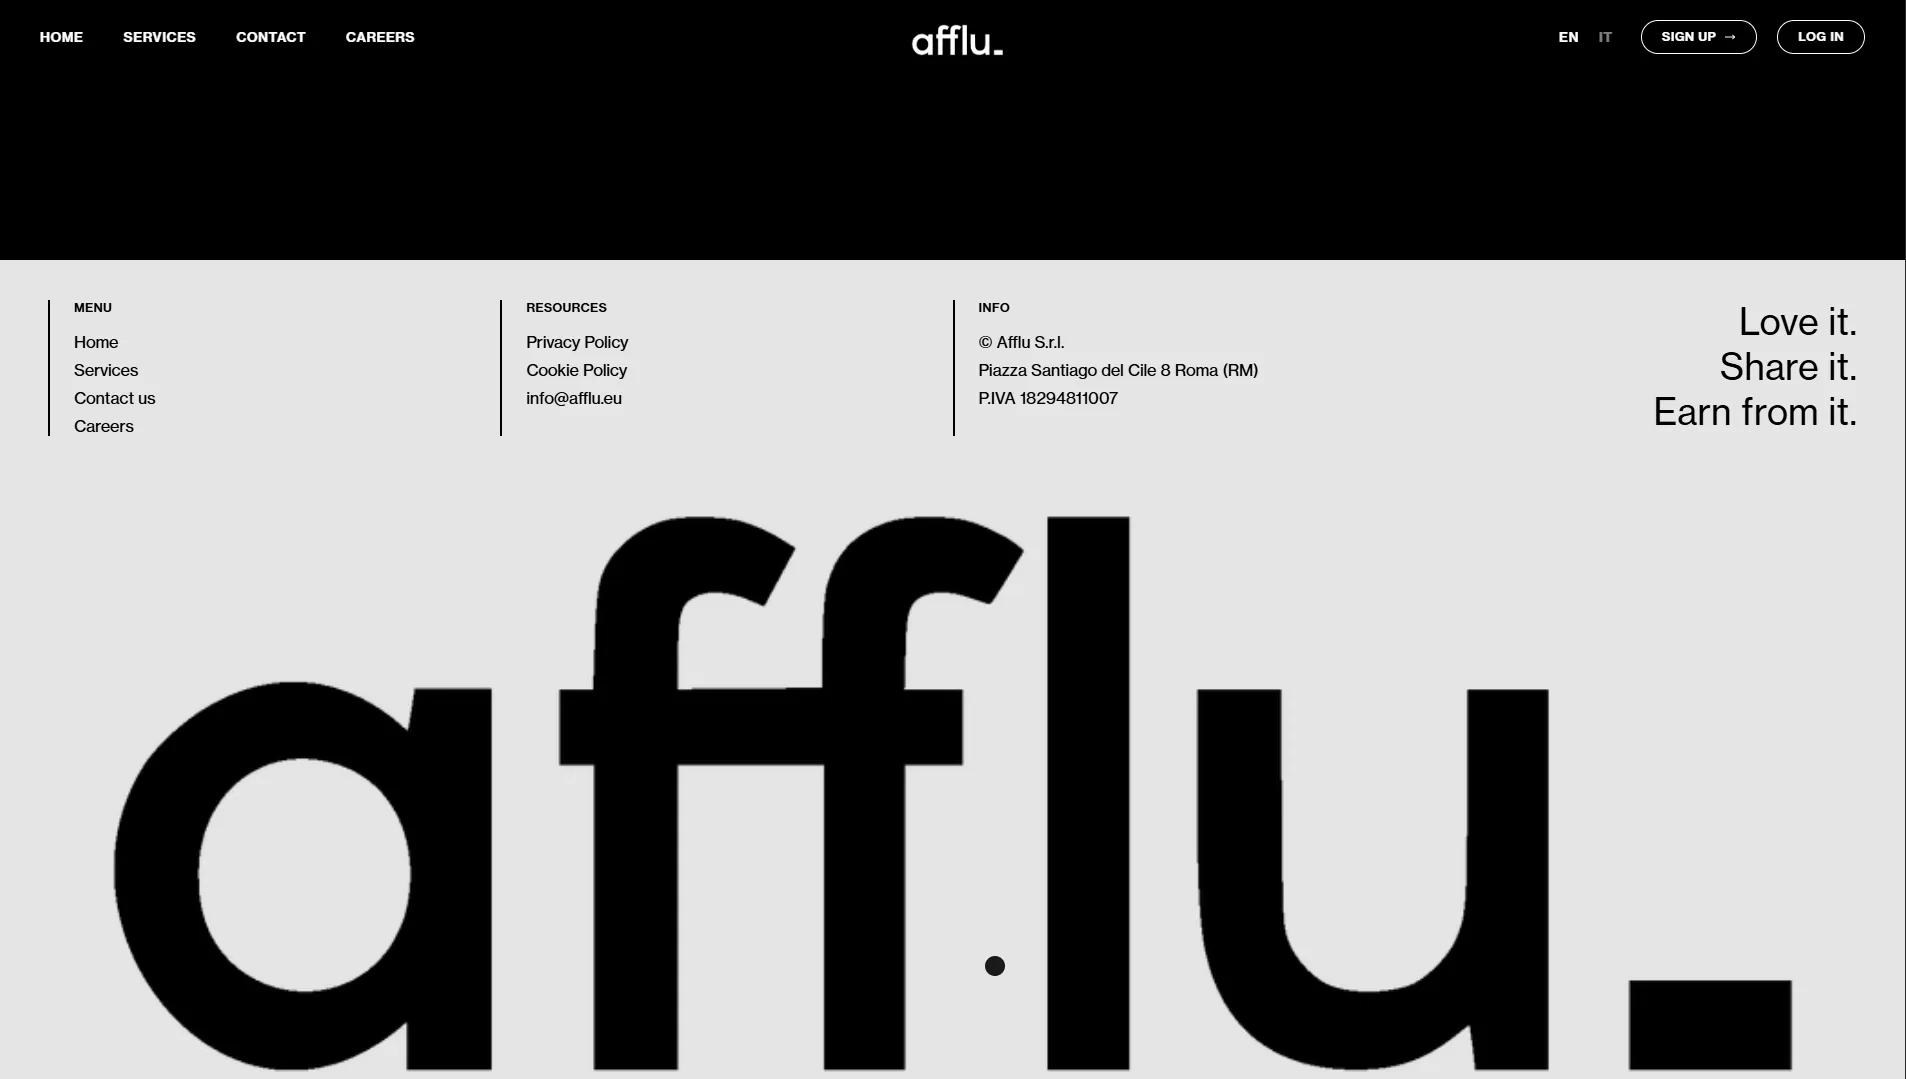 HOME SERVICES CONTACT CAREERS
afflu.
EN IT SIGN UP → LOG IN
MENU
Home
Services
Contact us
Careers
RESOURCES
Privacy Policy
Cookie Policy
info@afflu.eu
INFO
© Afflu S.r.l.
Piazza Santiago del Cile 8 Roma (RM)
P.IVA 18294811007
Love it.
Share it.
Earn from it.
afflu.